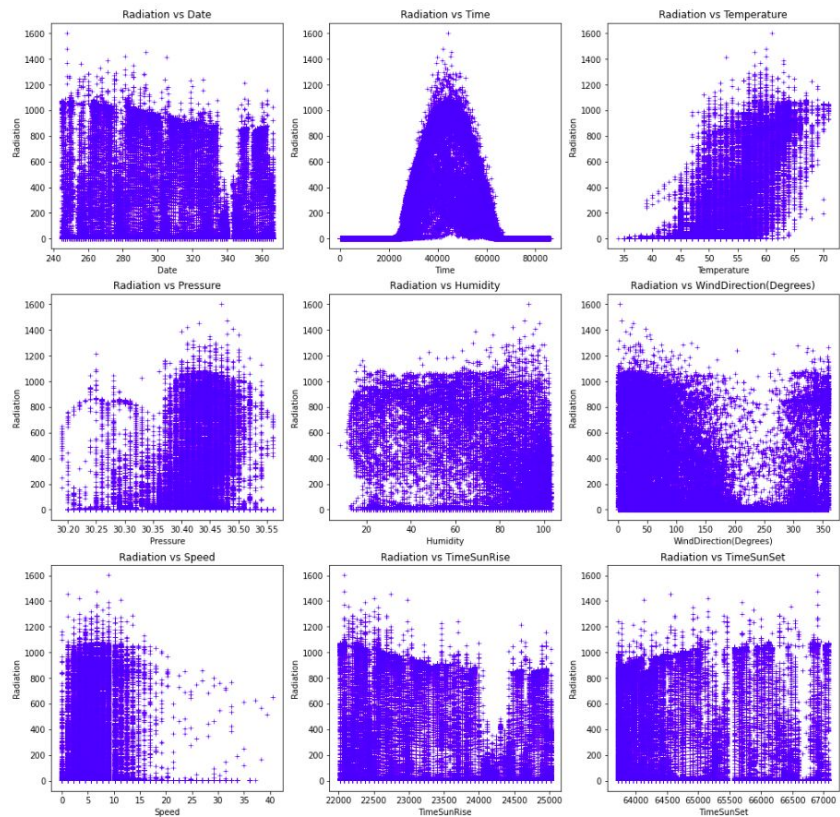 Radiation vs Date
Radiation vs Time
Radiation vs Temperature
1600
1400
1200
1000
800
600
400
200
0
Radiation
240 260 280 300 320 340 360
Date
1600
1400
1200
1000
800
600
400
200
0
Radiation
0 20000 40000 60000 80000
Time
1600
1400
1200
1000
800
600
400
200
0
Radiation
35 40 45 50 55 60 65 70
Temperature
Radiation vs Pressure
Radiation vs Humidity
Radiation vs WindDirection(Degrees)
1600
1400
1200
1000
800
600
400
200
0
Radiation
30.20 30.25 30.30 30.35 30.40 30.45 30.50 30.55
Pressure
1600
1400
1200
1000
800
600
400
200
0
Radiation
20 40 60 80 100
Humidity
1600
1400
1200
1000
800
600
400
200
0
Radiation
0 50 100 150 200 250 300 350
WindDirection(Degrees)
Radiation vs Speed
Radiation vs TimeSunRise
Radiation vs TimeSunSet
1600
1400
1200
1000
800
600
400
200
0
Radiation
0 5 10 15 20 25 30 35 40
Speed
1600
1400
1200
1000
800
600
400
200
0
Radiation
22000 22500 23000 23500 24000 24500 25000
TimeSunRise
1600
1400
1200
1000
800
600
400
200
0
Radiation
64000 64500 65000 65500 66000 66500 67000
TimeSunSet